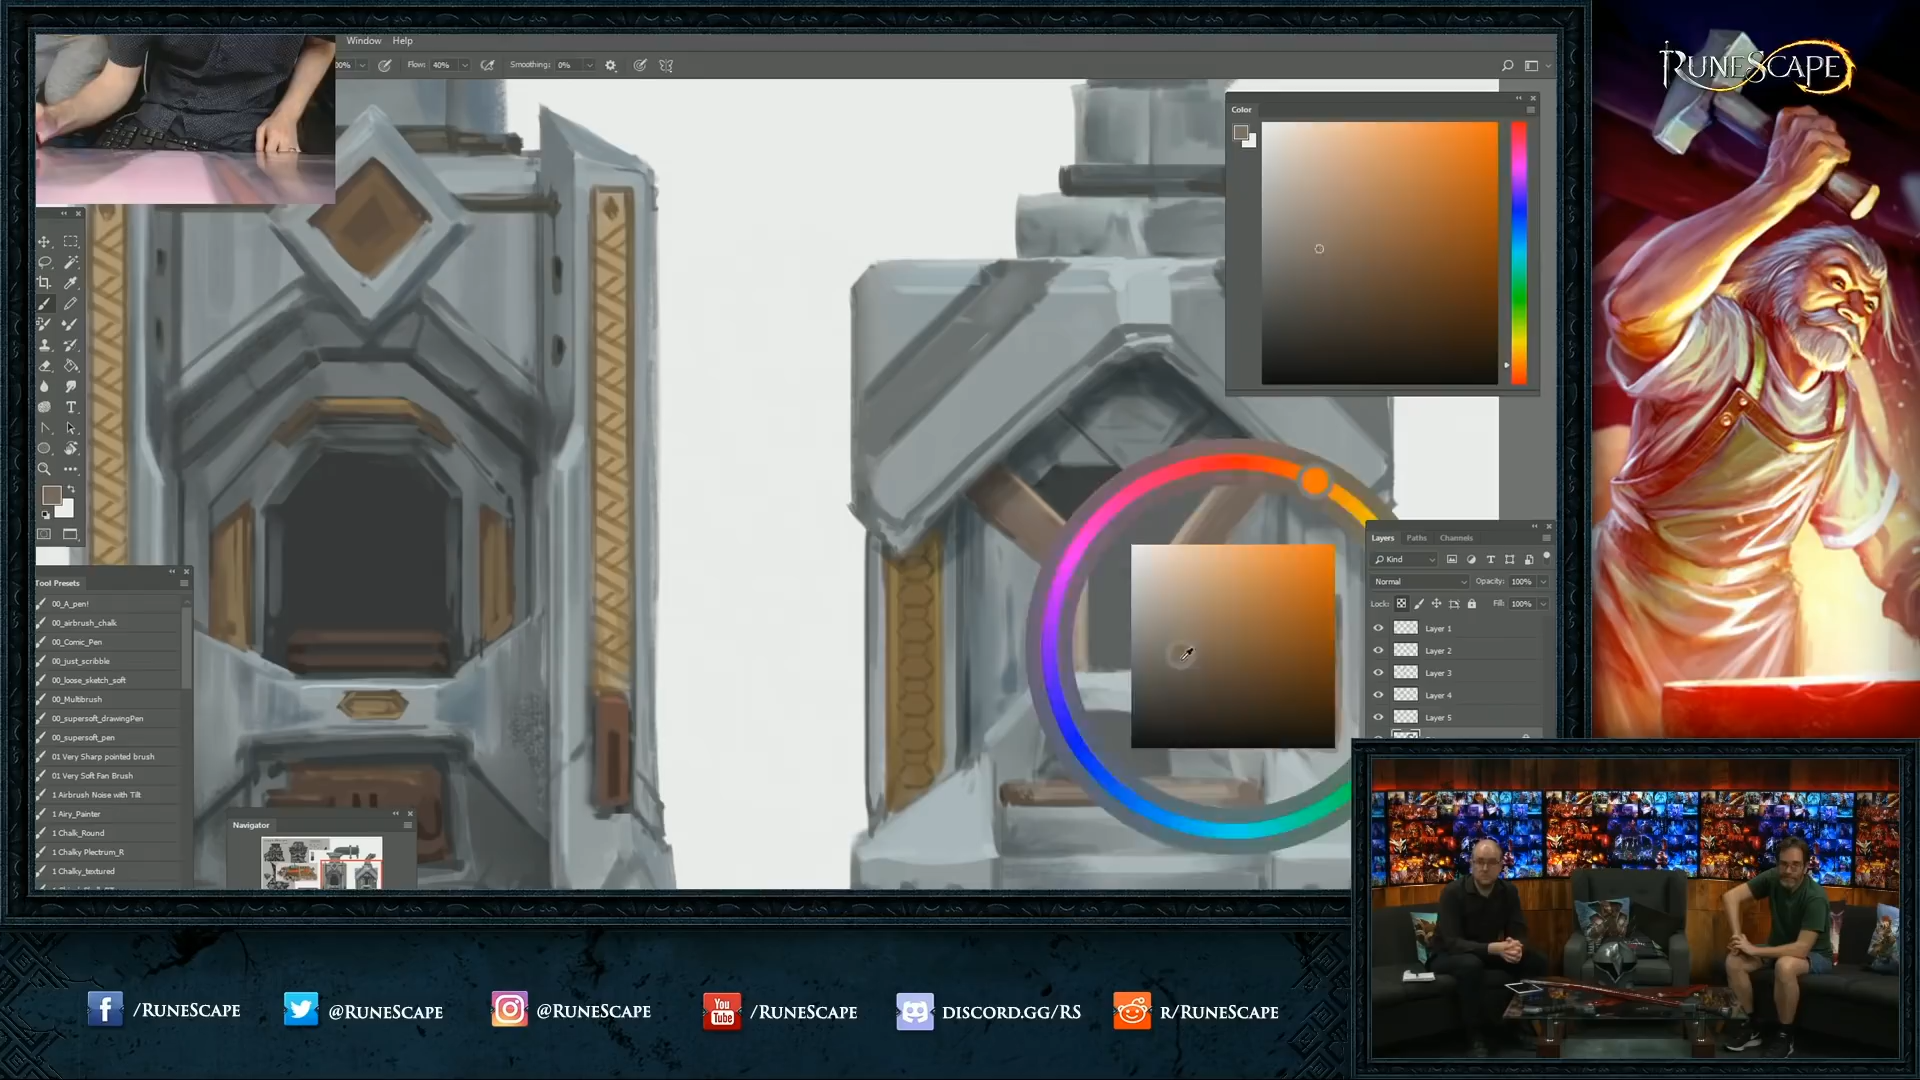 Window Help
00% Flow: 40% Smoothing: 0%
RUNESCAPE
Color
Tool Presets
00_A_pen!
00_airbrush_chalk
00_Comic_Pen
00_just_scribble
00_loose_sketch_soft
00_Multibrush
00_supersoft_drawingPen
00_supersoft_pen
01 Very Sharp pointed brush
01 Very Soft Fan Brush
1 Airbrush Noise with Tilt
1 Airy_Painter
1 Chalk_Round
1 Chalky Plectrum_R
1 Chalky_textured
Navigator
Layers Paths Channels
Kind
Normal Opacity: 100%
Lock: Fill: 100%
Layer 1
Layer 2
Layer 3
Layer 4
Layer 5
/RUNESCAPE
@RUNESCAPE
@RUNESCAPE
You Tube
/RUNESCAPE
DISCORD.GG/RS
R/RUNESCAPE